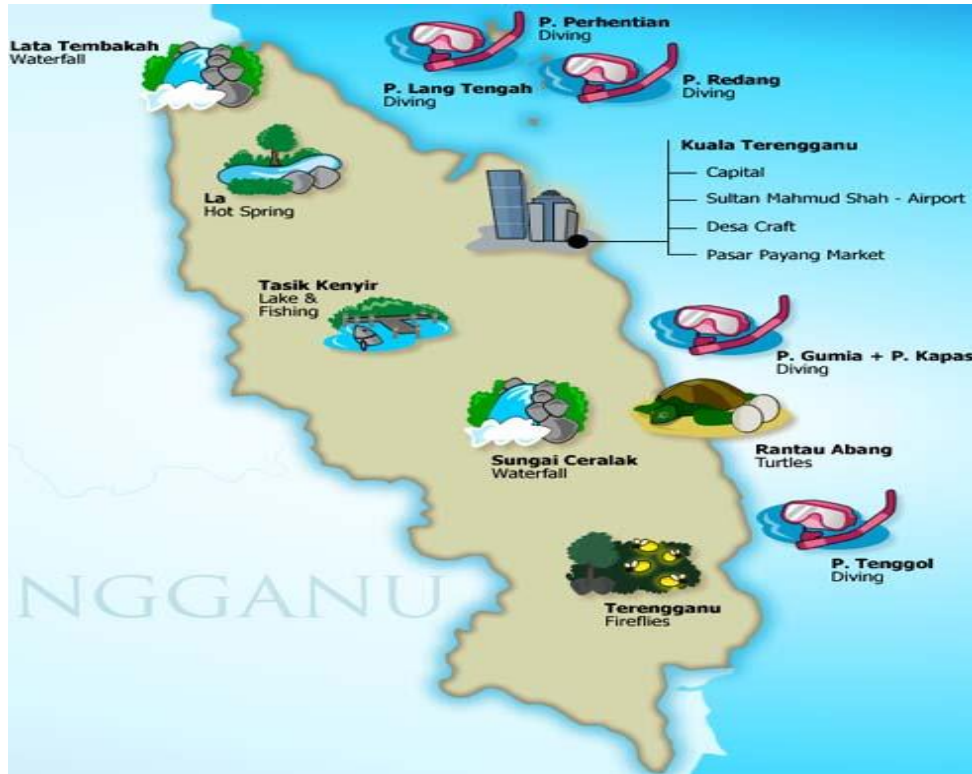 Lata Tembakah
Waterfall
P. Perhentian
Diving
P. Lang Tengah
Diving
P. Redang
Diving
Kuala Terengganu
Capital
Sultan Mahmud Shah - Airport
Desa Craft
Pasar Payang Market
La
Hot Spring
Tasik Kenyir
Lake &
Fishing
P. Gumia + P. Kapas
Diving
Sungai Ceralak
Waterfall
Rantau Abang
Turtles
P. Tenggol
Diving
Terengganu
Fireflies
NGGANU